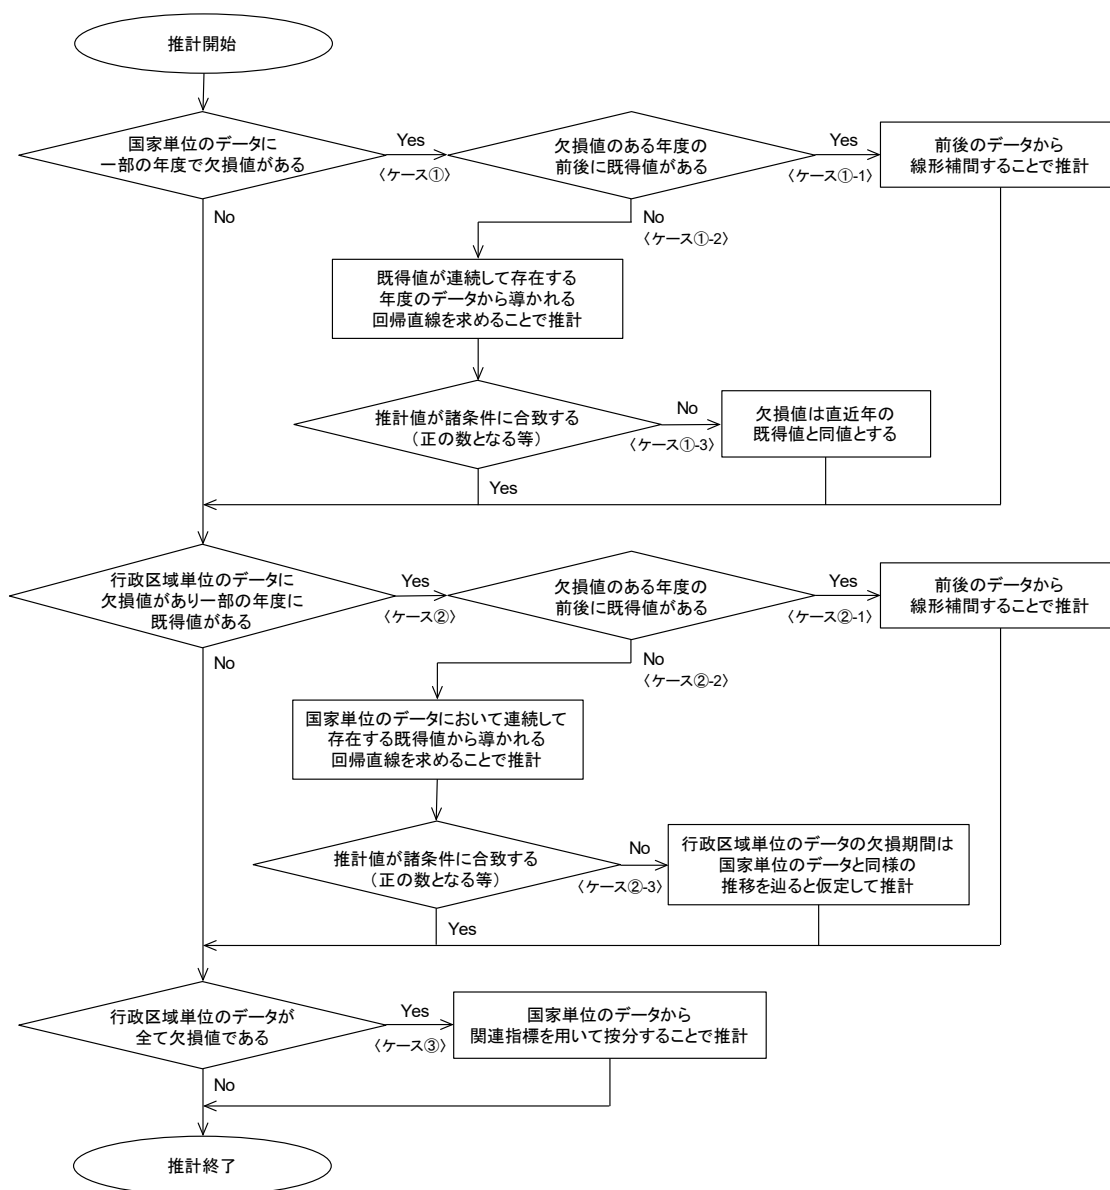 推計開始
国家単位のデータに
一部の年度で欠損値がある
Yes
〈ケース①〉
欠損値のある年度の
前後に既得値がある
Yes
〈ケース①-1〉
前後のデータから
線形補間することで推計
No
No
〈ケース①-2〉
既得値が連続して存在する
年度のデータから導かれる
回帰直線を求めることで推計
推計値が諸条件に合致する
（正の数となる等）
No
〈ケース①-3〉
欠損値は直近年の
既得値と同値とする
Yes
行政区域単位のデータに
欠損値があり一部の年度に
既得値がある
Yes
〈ケース②〉
欠損値のある年度の
前後に既得値がある
Yes
〈ケース②-1〉
前後のデータから
線形補間することで推計
No
No
〈ケース②-2〉
国家単位のデータにおいて連続して
存在する既得値から導かれる
回帰直線を求めることで推計
推計値が諸条件に合致する
（正の数となる等）
No
〈ケース②-3〉
行政区域単位のデータの欠損期間は
国家単位のデータと同様の
推移を辿ると仮定して推計
Yes
行政区域単位のデータが
全て欠損値である
Yes
〈ケース③〉
国家単位のデータから
関連指標を用いて按分することで推計
No
推計終了